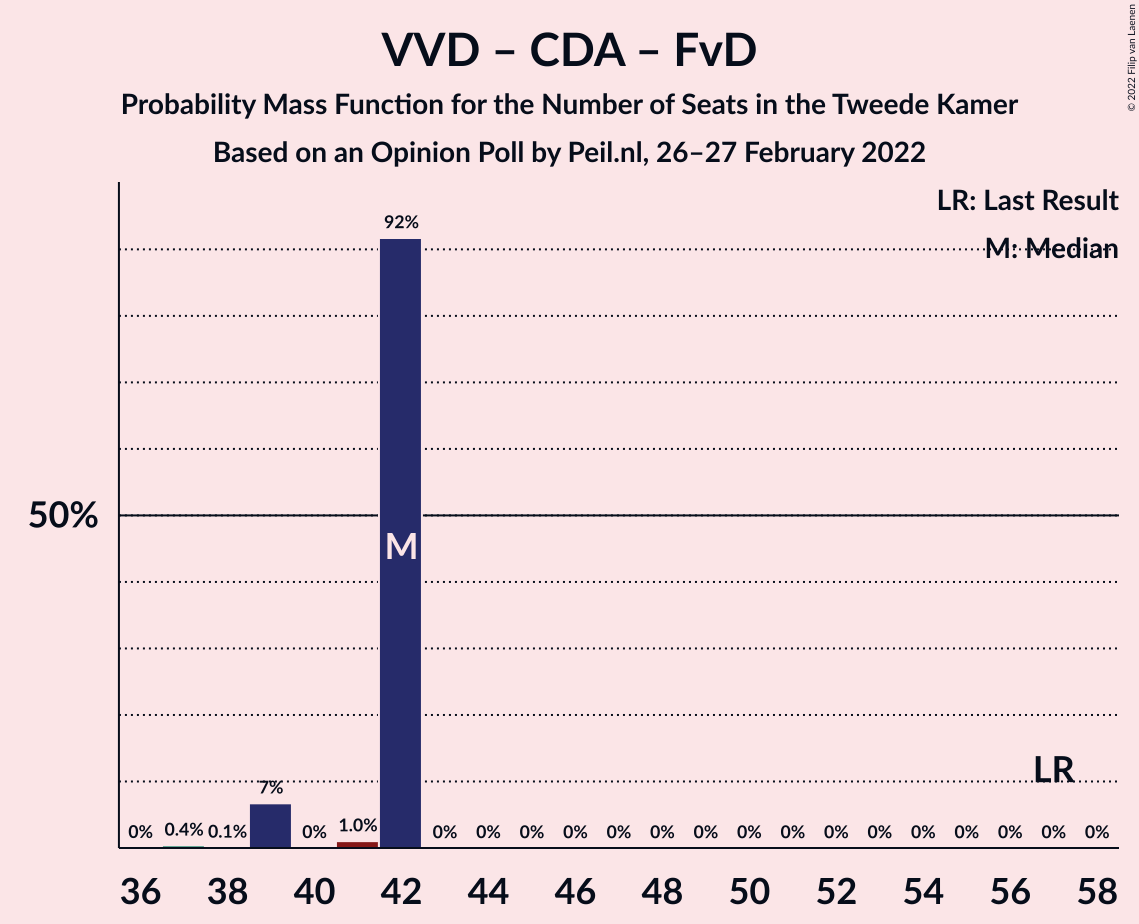 VVD – CDA – FvD
Probability Mass Function for the Number of Seats in the Tweede Kamer
Based on an Opinion Poll by Peil.nl, 26–27 February 2022
© 2022 Filip van Laenen
LR: Last Result
M: Median
92%
50%
M
LR
7%
0% 0.4% 0.1% 0% 1.0% 0% 0% 0% 0% 0% 0% 0% 0% 0% 0% 0% 0% 0% 0% 0% 0%
36 38 40 42 44 46 48 50 52 54 56 58